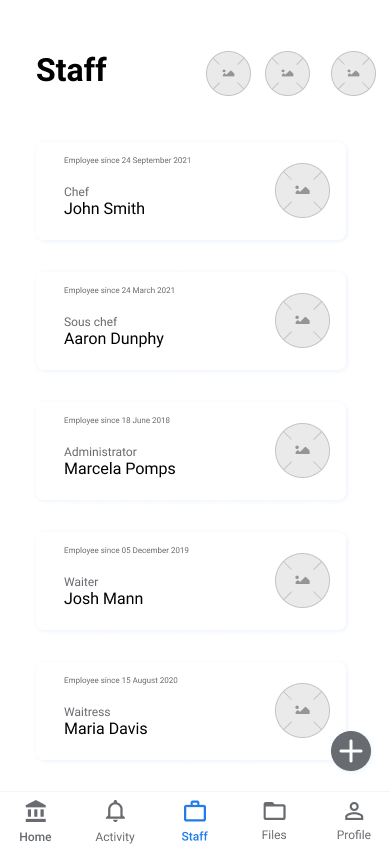 Staff
Employee since 24 September 2021
Chef
John Smith
Employee since 24 March 2021
Sous chef
Aaron Dunphy
Employee since 18 June 2018
Administrator
Marcela Pomps
Employee since 05 December 2019
Waiter
Josh Mann
Employee since 15 August 2020
Waitress
Maria Davis
Home Activity Staff Files Profile